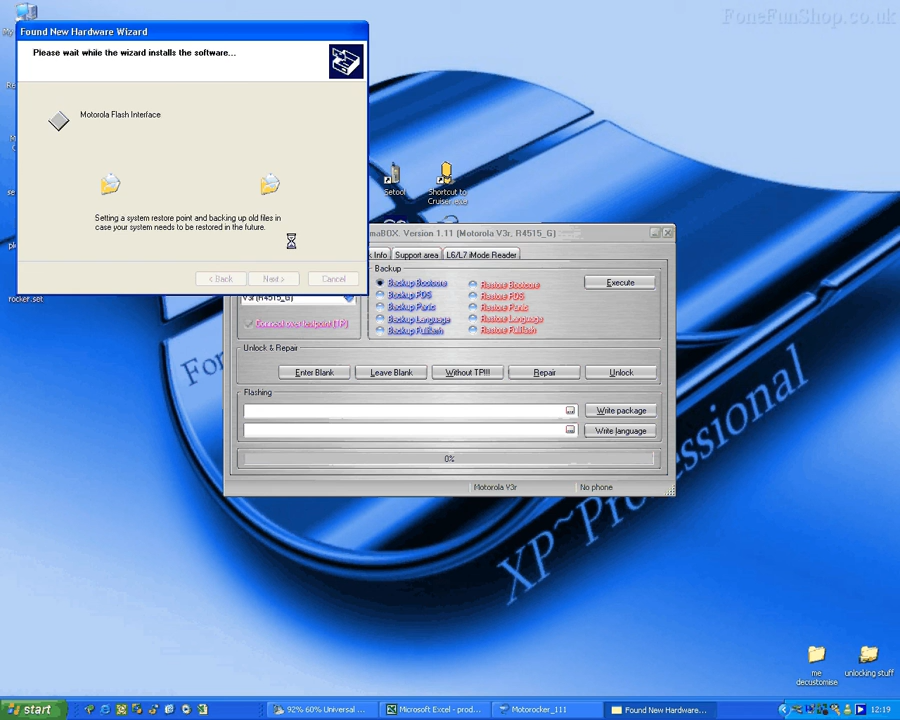 FoneFunShop.co.uk
Found New Hardware Wizard
Please wait while the wizard installs the software...
Motorola Flash Interface
Setting a system restore point and backing up old files in
case your system needs to be restored in the future.
< Back
Next >
Cancel
Setool
Shortcut to
Cruiser.exe
rocker.set
maBOX. Version 1.11 (Motorola V3r, R4515_G)
k Info
Support area
L6/L7 iMode Reader
Backup
Backup Bootcore
Restore Bootcore
Execute
Backup PDS
Restore PDS
Backup Panic
Restore Panic
Backup Language
Restore Language
Backup Fullflash
Restore Fullflash
V3r (R4515_G)
Connect over testpoint (TP)
Unlock & Repair
Enter Blank
Leave Blank
Without TP!!!
Repair
Unlock
Flashing
Write package
Write language
0%
Motorola V3r
No phone
For
XP~Professional
me
decustomise
unlocking stuff
start
92% 60% Universal ...
Microsoft Excel - prod...
Motorocker_111
Found New Hardware...
12:19